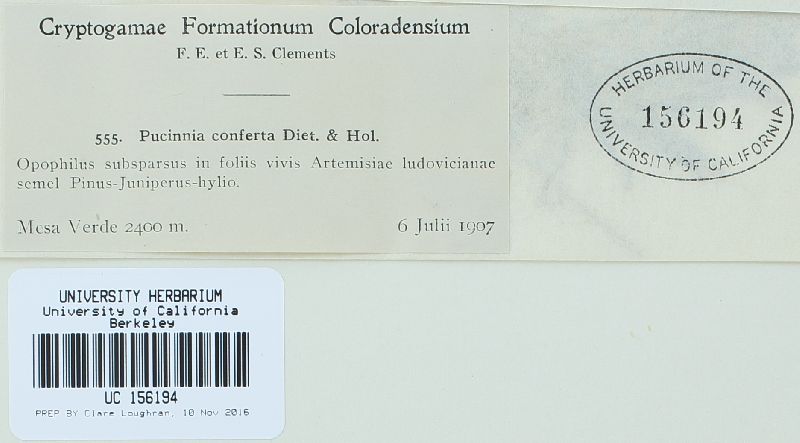 Cryptogamae Formationum Coloradensium
F. E. et E. S. Clements
555. Pucinnia conferta Diet. & Hol.
Opophilus subsparsus in foliis vivis Artemisiae ludovicianae
semel Pinus-Juniperus-hylio.
Mesa Verde 2400 m. 6 Julii 1907
HERBARIUM OF THE
156194
UNIVERSITY OF CALIFORNIA
UNIVERSITY HERBARIUM
University of California
Berkeley
UC 156194
PREP BY Clare Loughran, 10 Nov 2016